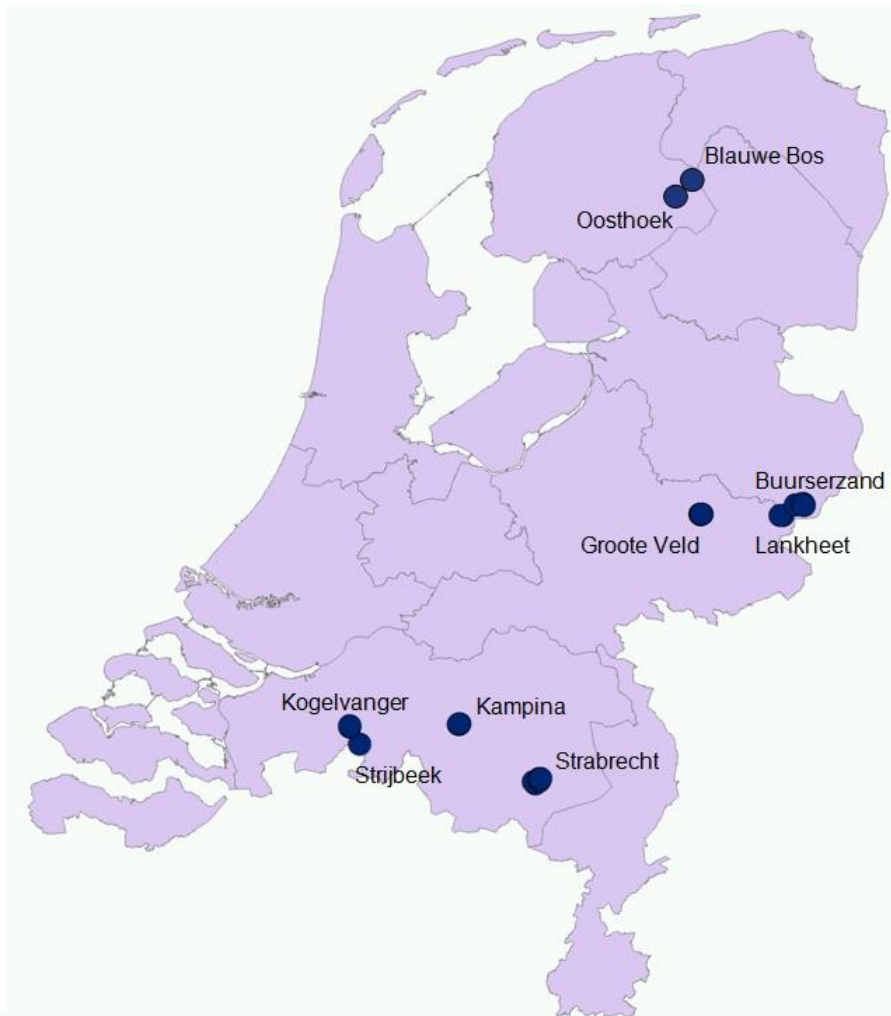 Blauwe Bos
Oosthoek
Buurserzand
Groote Veld
Lankheet
Kogelvanger
Kampina
Strabrecht
Strijbeek